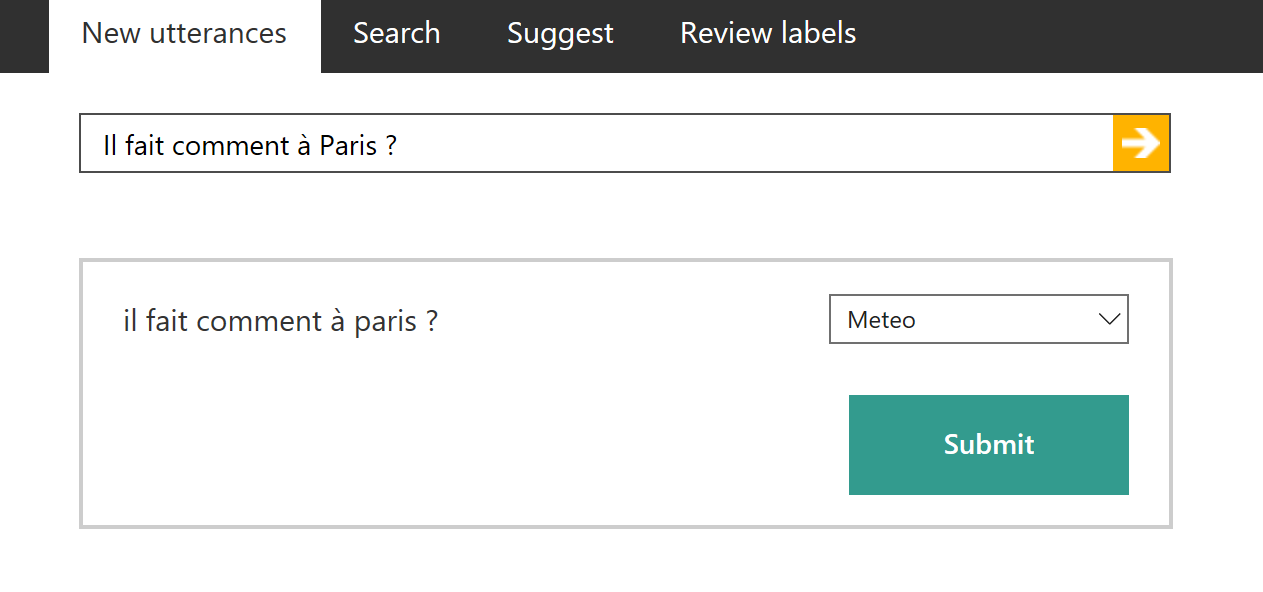 New utterances Search Suggest Review labels
Il fait comment à Paris ?
il fait comment à paris ? Meteo
Submit